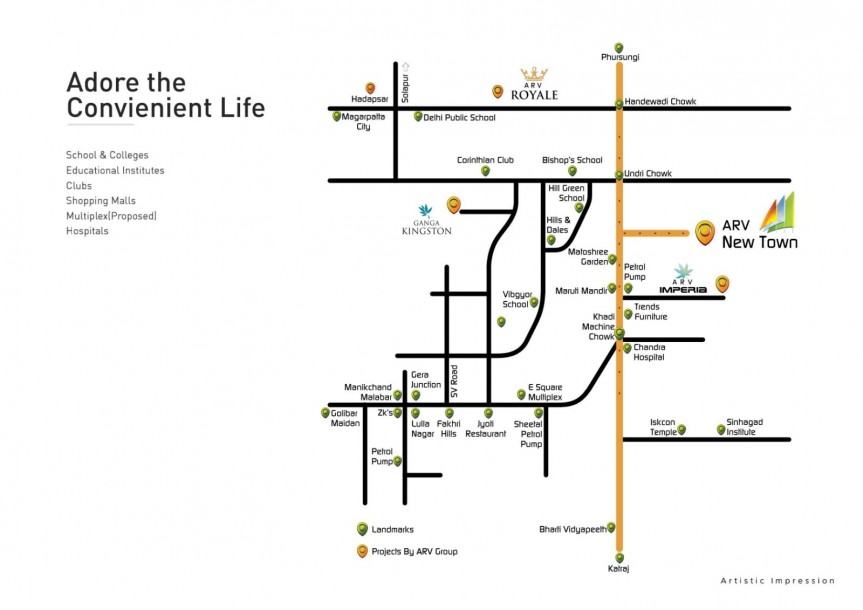 Adore the
Convienient Life
School & Colleges
Educational Institutes
Clubs
Shopping Malls
Multiplex(Proposed)
Hospitals
Phursungi
Solapur
Hadapsar
ARV
ROYALE
Handewadi Chowk
Magarpatta
City
Delhi Public School
Corinthian Club
Bishop's School
Undri Chowk
Hill Green
School
GANGA
KINGSTON
Hills &
Dales
ARV
New Town
Matoshree
Garden
Petrol
Pump
ARV
IMPERIA
Maruti Mandir
Vibgyor
School
Trends
Furniture
Khadi
Machine
Chowk
Chandra
Hospital
Gera
Junction
SV Road
Manikchand
Malabar
E Square
Multiplex
Golibar
Maidan
Zk's
Lulla
Nagar
Fakhri
Hills
Jyoti
Restaurant
Sheetal
Petrol
Pump
Iskcon
Temple
Sinhagad
Institute
Petrol
Pump
Landmarks
Bharti Vidyapeeth
Projects By ARV Group
Katraj
Artistic Impression